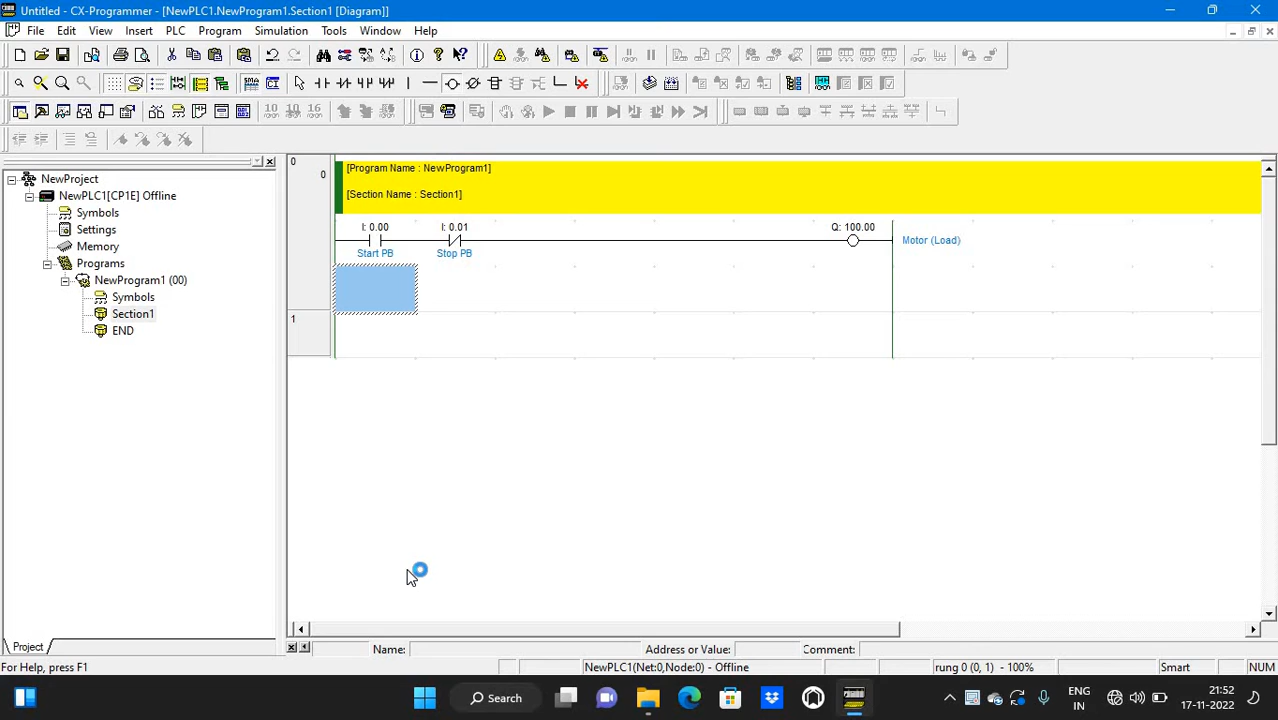 Untitled - CX-Programmer - [NewPLC1.NewProgram1.Section1 [Diagram]]
File Edit View Insert PLC Program Simulation Tools Window Help
10 10 16
NewProject
NewPLC1[CP1E] Offline
Symbols
Settings
Memory
Programs
NewProgram1 (00)
Symbols
Section1
END
Project
0
0
[Program Name : NewProgram1]
[Section Name : Section1]
I: 0.00 I: 0.01 Q: 100.00
Motor (Load)
Start PB Stop PB
1
Name: Address or Value: Comment:
For Help, press F1 NewPLC1(Net:0,Node:0) - Offline rung 0 (0, 1) - 100% Smart NUM
Search
ENG
IN
21:52
17-11-2022